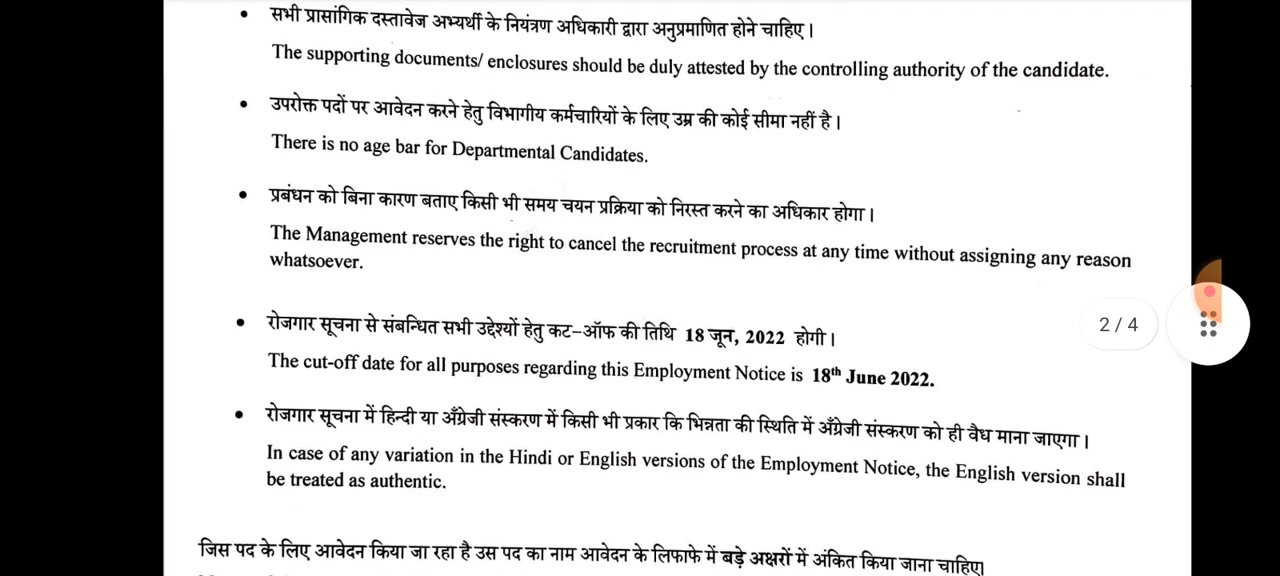 • सभी प्रासांगिक दस्तावेज अभ्यर्थी के नियंत्रण अधिकारी द्वारा अनुप्रमाणित होने चाहिए।
The supporting documents/ enclosures should be duly attested by the controlling authority of the candidate.
• उपरोक्त पदों पर आवेदन करने हेतु विभागीय कर्मचारियों के लिए उम्र की कोई सीमा नहीं है।
There is no age bar for Departmental Candidates.
• प्रबंधन को बिना कारण बताए किसी भी समय चयन प्रक्रिया को निरस्त करने का अधिकार होगा।
The Management reserves the right to cancel the recruitment process at any time without assigning any reason
whatsoever.
• रोजगार सूचना से संबन्धित सभी उद्देश्यों हेतु कट-ऑफ की तिथि 18 जून, 2022 होगी।
2 / 4
The cut-off date for all purposes regarding this Employment Notice is 18th June 2022.
• रोजगार सूचना में हिन्दी या अँग्रेजी संस्करण में किसी भी प्रकार कि भिन्नता की स्थिति में अँग्रेजी संस्करण को ही वैध माना जाएगा।
In case of any variation in the Hindi or English versions of the Employment Notice, the English version shall
be treated as authentic.
जिस पद के लिए आवेदन किया जा रहा है उस पद का नाम आवेदन के लिफाफे में बड़े अक्षरों में अंकित किया जाना चाहिए।